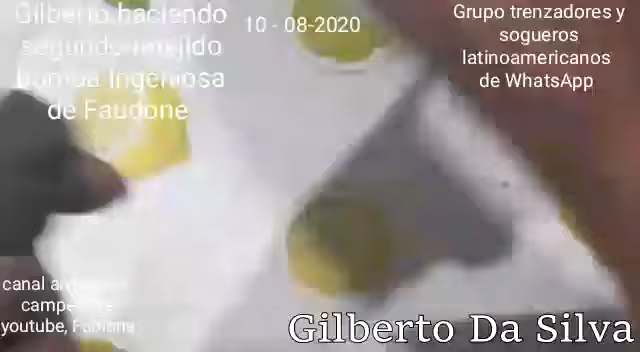 Gilberto haciendo
segundo
Bomba Ingeniosa
de Faudone
10 - 08-2020
Grupo trenzadores y
sogueros
latinoamericanos
de WhatsApp
canal
youtube,
Gilberto Da Silva